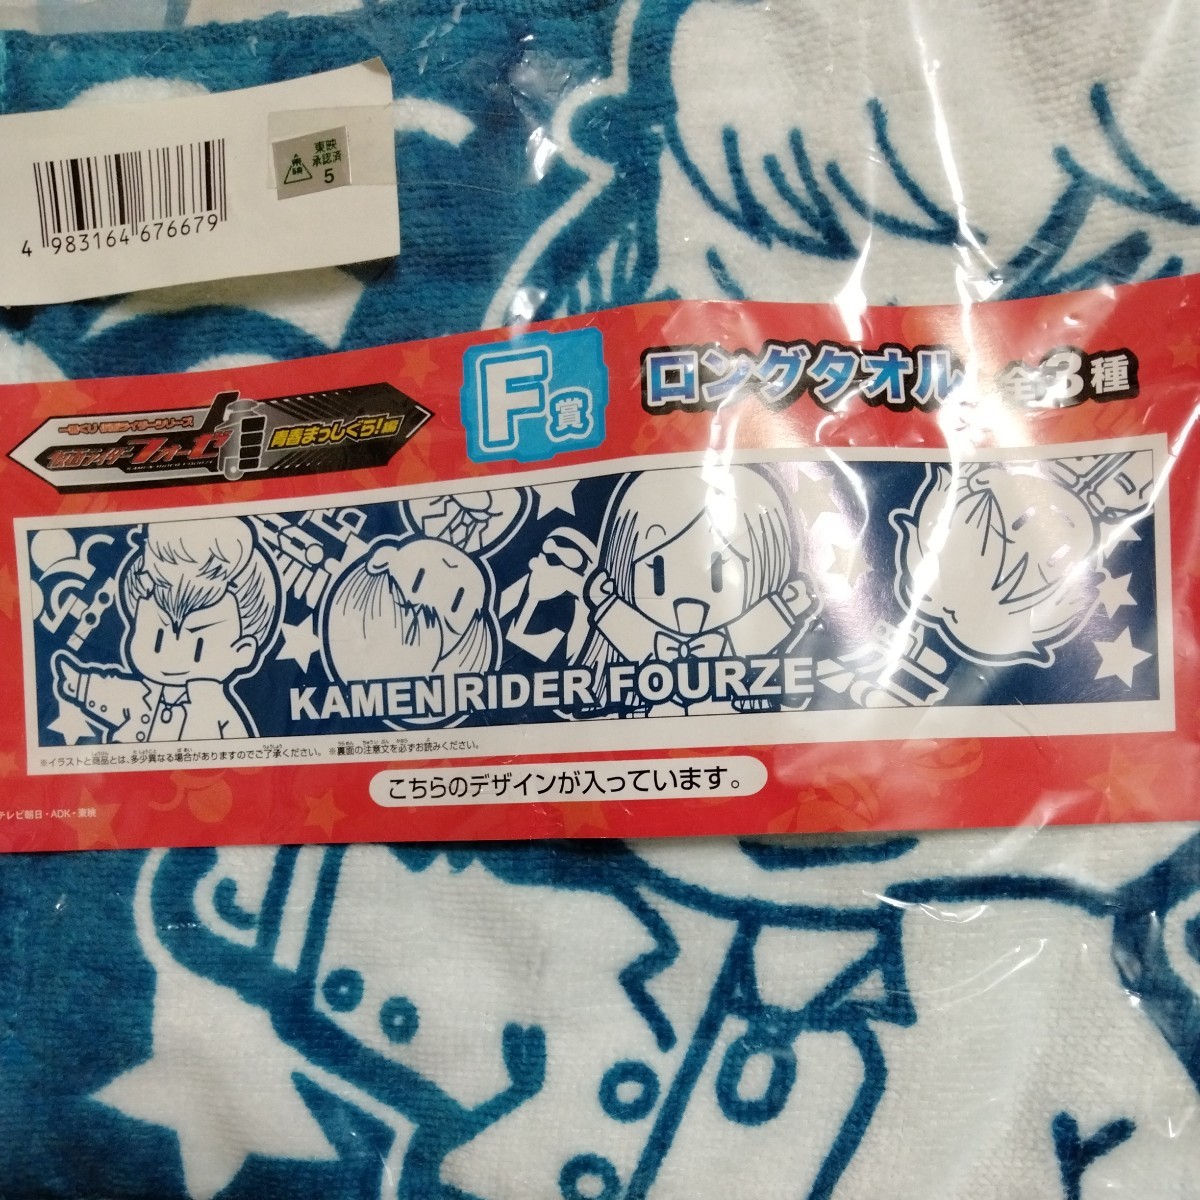 東映
承認済
5
4 983164 676679
一番くじ 仮面ライダーシリーズ
仮面ライダーフォーゼ
KAMEN RIDER FOURZE
青春まっしぐら!編
F賞
ロングタオル 全3種
KAMEN RIDER FOURZE
※イラストと商品とは、多少異なる場合がありますのでご了承ください。 ※裏面の注意文を必ずお読みください。
こちらのデザインが入っています。
テレビ朝日・ADK・東映